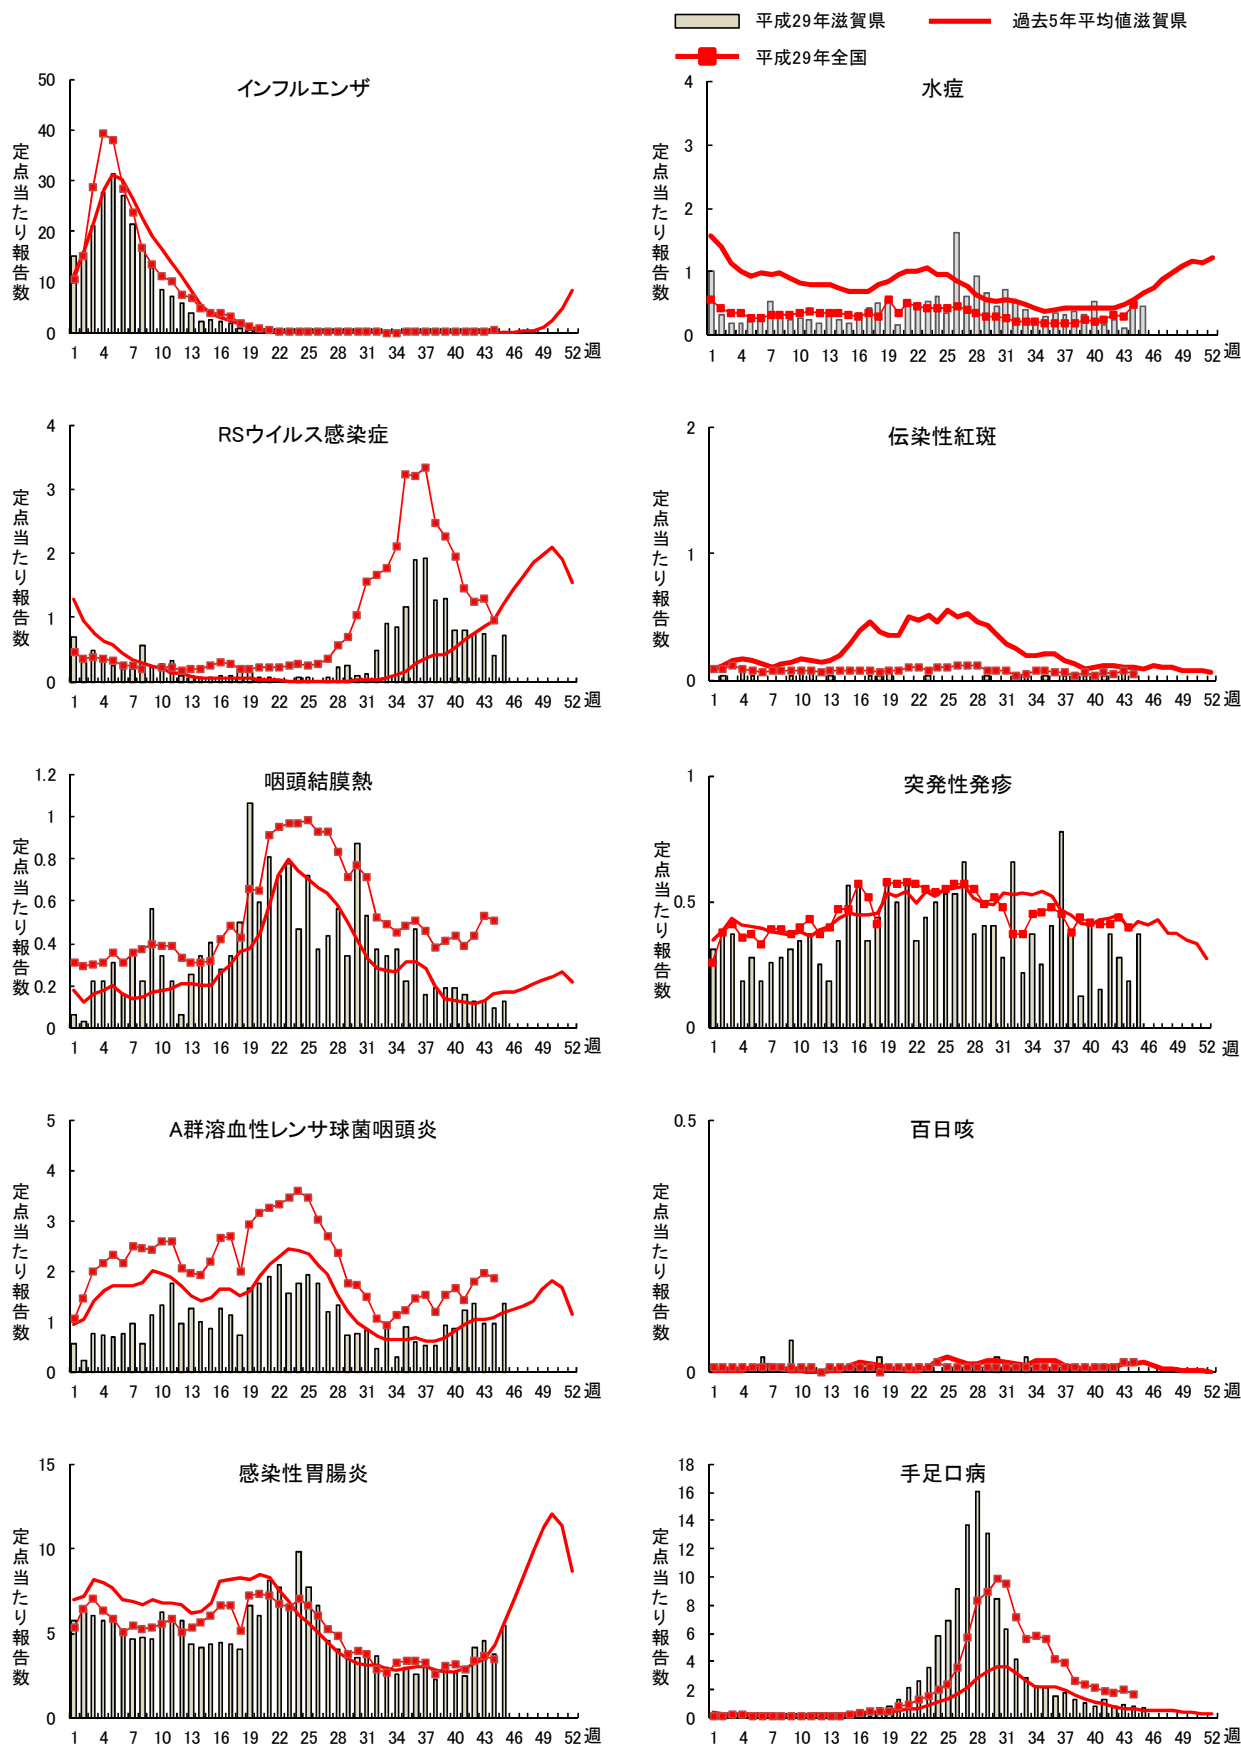 平成29年滋賀県 過去5年平均値滋賀県
平成29年全国
インフルエンザ
定点当たり報告数
50
40
30
20
10
0
1 4 7 10 13 16 19 22 25 28 31 34 37 40 43 46 49 52 週
水痘
定点当たり報告数
4
3
2
1
0
1 4 7 10 13 16 19 22 25 28 31 34 37 40 43 46 49 52 週
RSウイルス感染症
定点当たり報告数
4
3
2
1
0
1 4 7 10 13 16 19 22 25 28 31 34 37 40 43 46 49 52 週
伝染性紅斑
定点当たり報告数
2
1
0
1 4 7 10 13 16 19 22 25 28 31 34 37 40 43 46 49 52 週
咽頭結膜熱
定点当たり報告数
1.2
1
0.8
0.6
0.4
0.2
0
1 4 7 10 13 16 19 22 25 28 31 34 37 40 43 46 49 52 週
突発性発疹
定点当たり報告数
1
0.5
0
1 4 7 10 13 16 19 22 25 28 31 34 37 40 43 46 49 52 週
A群溶血性レンサ球菌咽頭炎
定点当たり報告数
5
4
3
2
1
0
1 4 7 10 13 16 19 22 25 28 31 34 37 40 43 46 49 52 週
百日咳
定点当たり報告数
0.5
0
1 4 7 10 13 16 19 22 25 28 31 34 37 40 43 46 49 52 週
感染性胃腸炎
定点当たり報告数
15
10
5
0
1 4 7 10 13 16 19 22 25 28 31 34 37 40 43 46 49 52 週
手足口病
定点当たり報告数
18
16
14
12
10
8
6
4
2
0
1 4 7 10 13 16 19 22 25 28 31 34 37 40 43 46 49 52 週